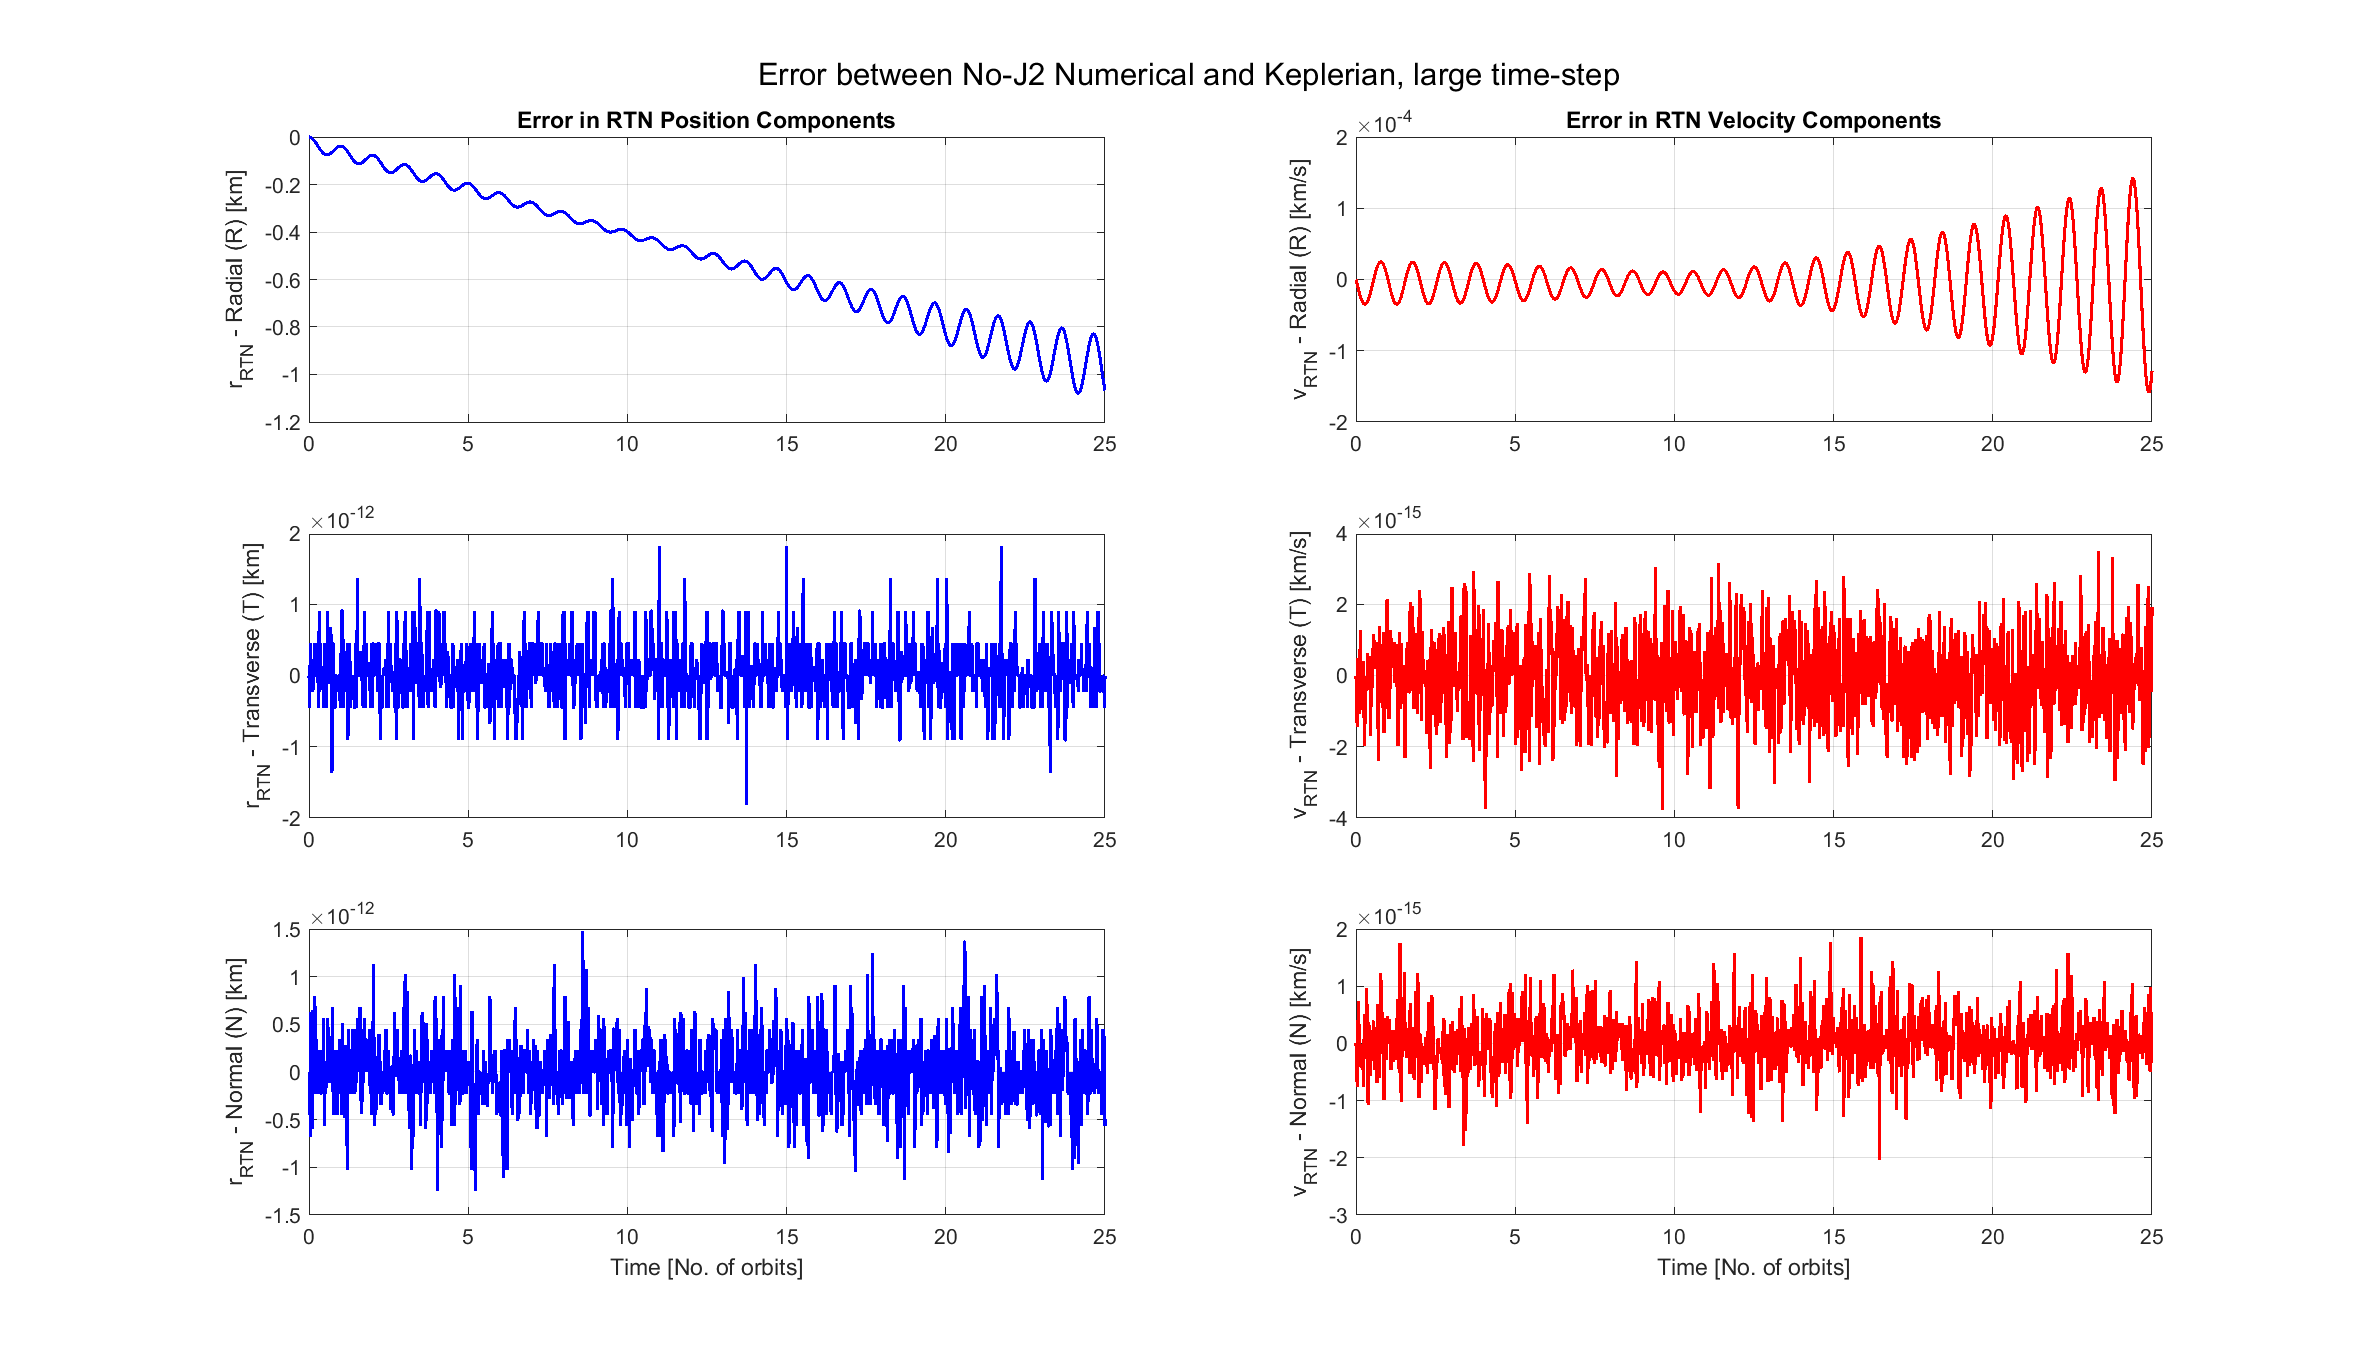 Error between No-J2 Numerical and Keplerian, large time-step
Error in RTN Position Components
0
-0.2
-0.4
-0.6
-0.8
-1
-1.2
r_RTN - Radial (R) [km]
0 5 10 15 20 25
Error in RTN Velocity Components
×10^-4
2
1
0
-1
-2
v_RTN - Radial (R) [km/s]
0 5 10 15 20 25
×10^-12
2
1
0
-1
-2
r_RTN - Transverse (T) [km]
0 5 10 15 20 25
×10^-15
4
2
0
-2
-4
v_RTN - Transverse (T) [km/s]
0 5 10 15 20 25
×10^-12
1.5
1
0.5
0
-0.5
-1
-1.5
r_RTN - Normal (N) [km]
0 5 10 15 20 25
Time [No. of orbits]
×10^-15
2
1
0
-1
-2
-3
v_RTN - Normal (N) [km/s]
0 5 10 15 20 25
Time [No. of orbits]